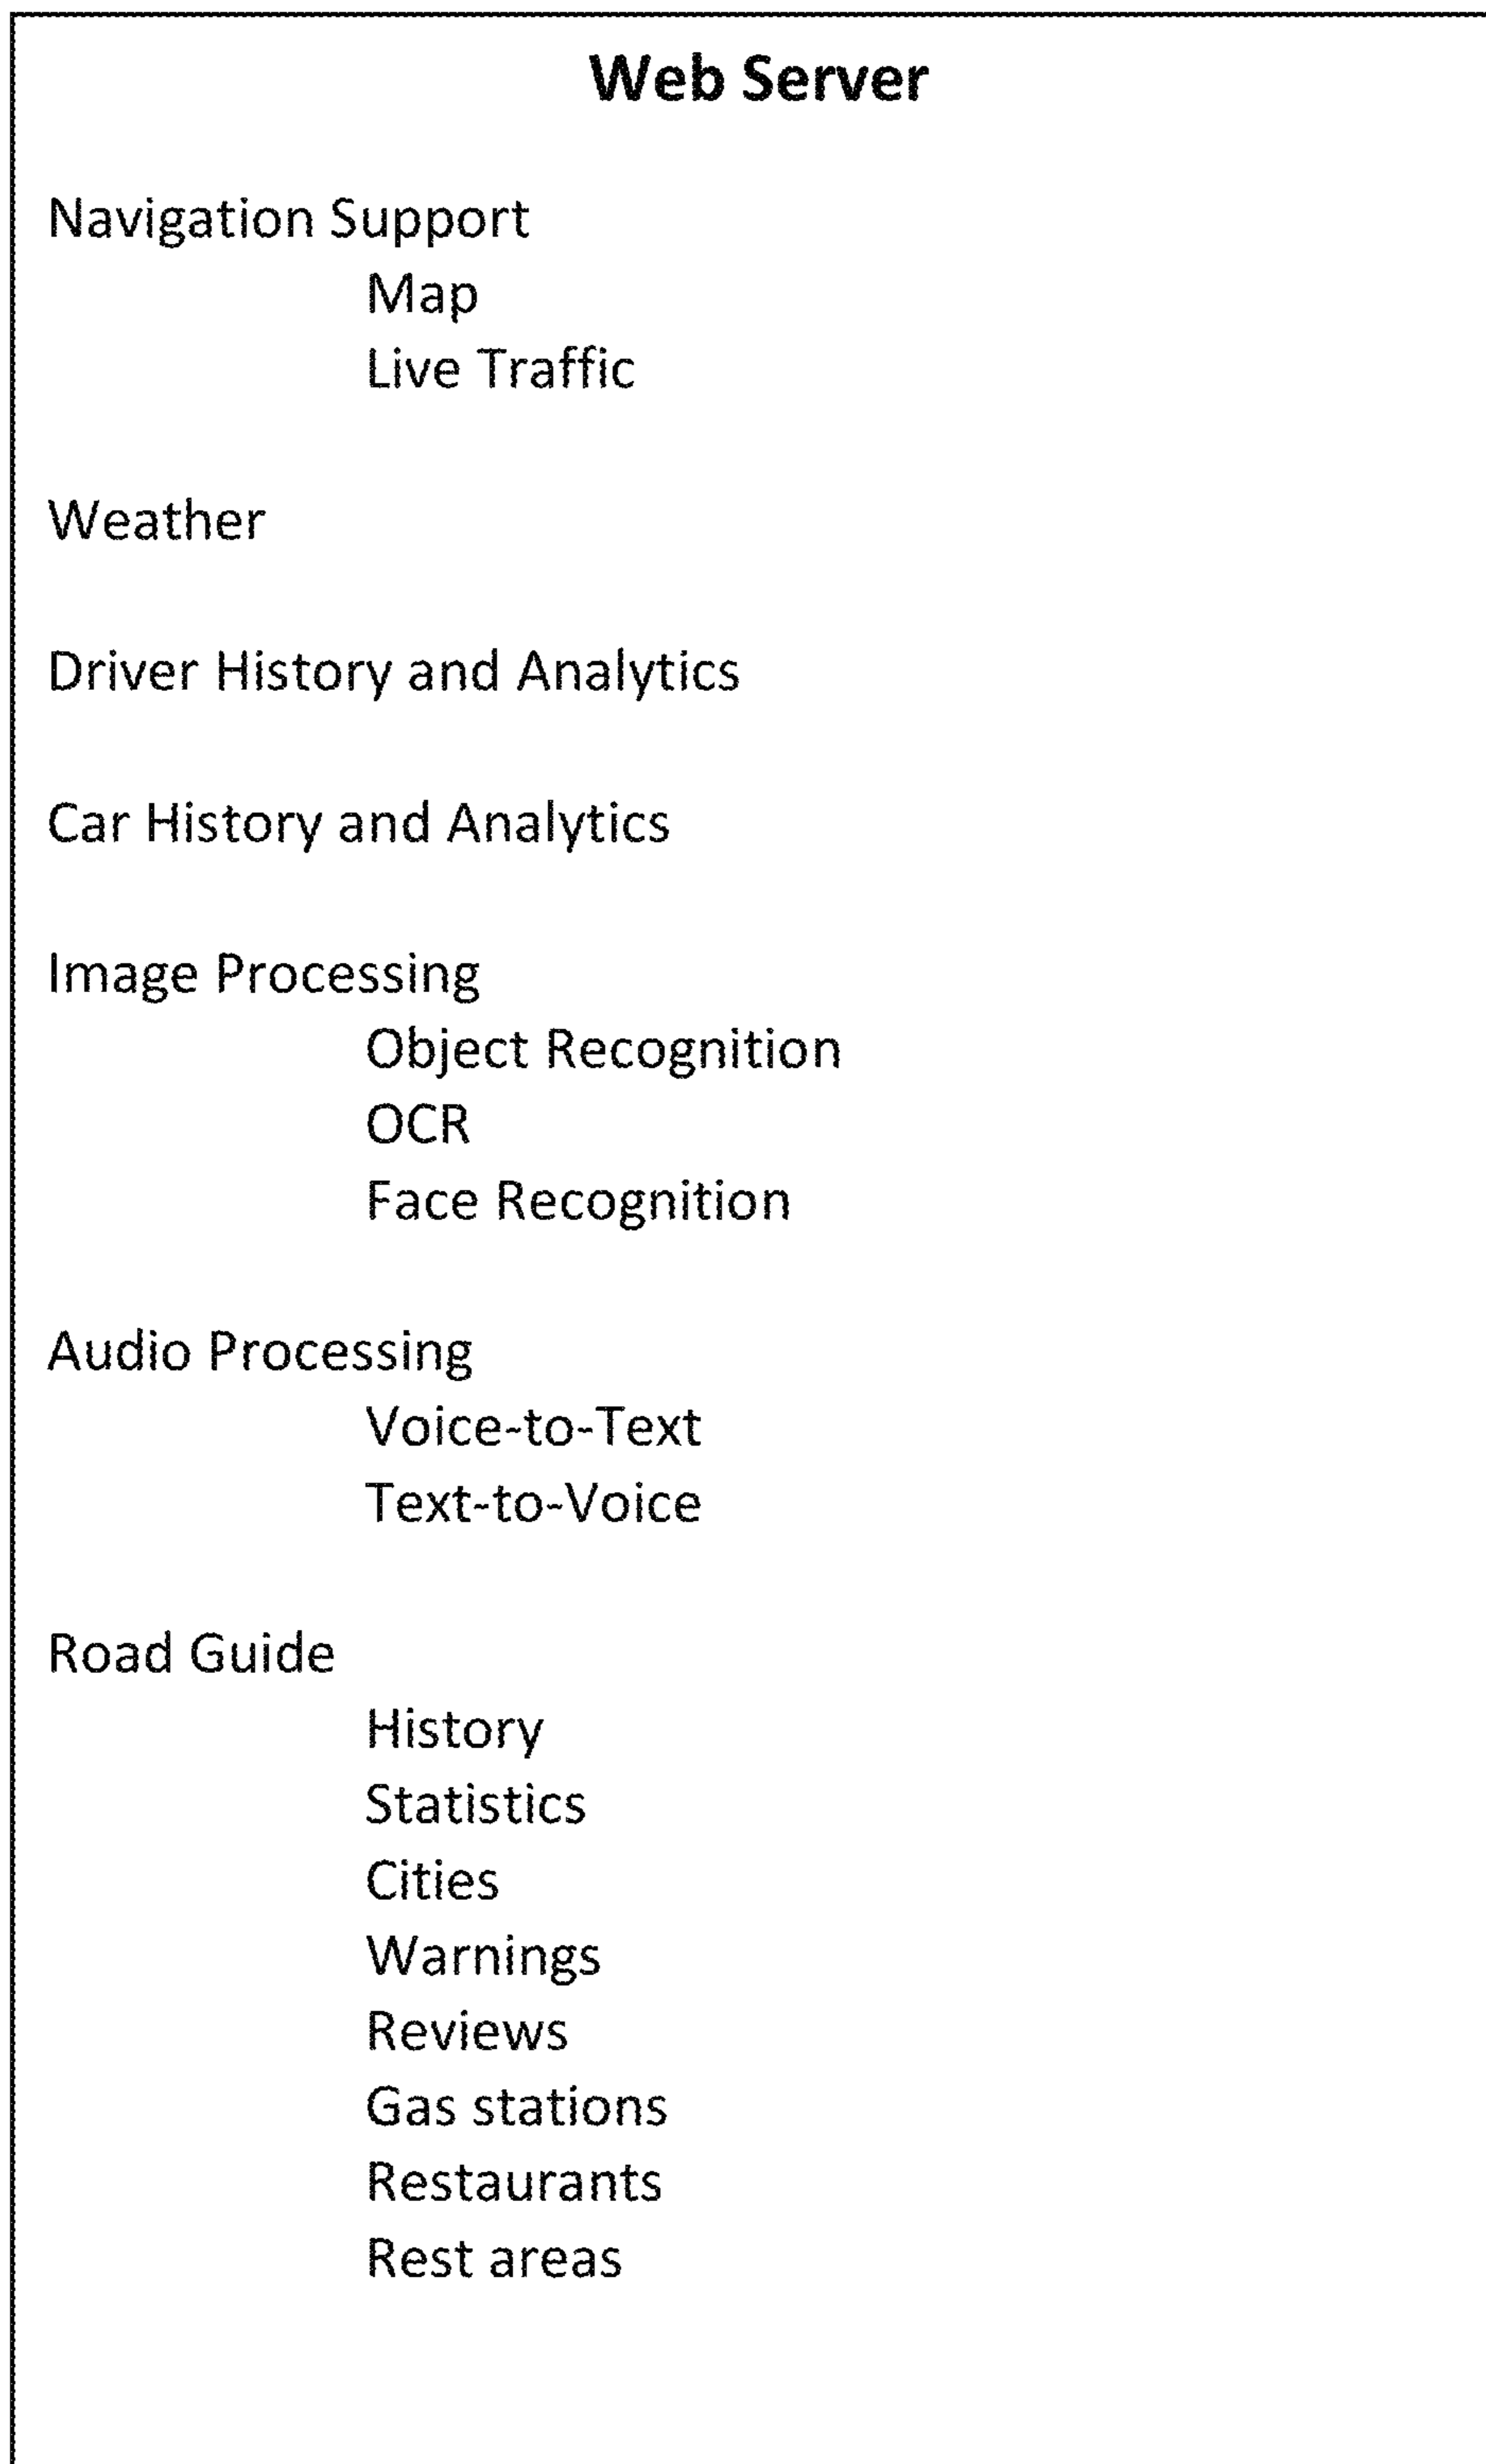 Web Server
Navigation Support
Map
Live Traffic
Weather
Driver History and Analytics
Car History and Analytics
Image Processing
Object Recognition
OCR
Face Recognition
Audio Processing
Voice-to-Text
Text-to-Voice
Road Guide
History
Statistics
Cities
Warnings
Reviews
Gas stations
Restaurants
Rest areas